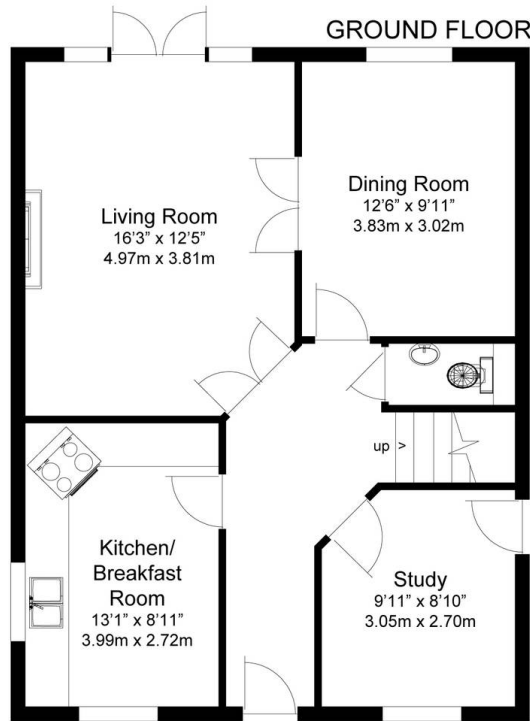 GROUND FLOOR
Living Room
16'3" x 12'5"
4.97m x 3.81m
Dining Room
12'6" x 9'11"
3.83m x 3.02m
up >
Kitchen/
Breakfast
Room
13'1" x 8'11"
3.99m x 2.72m
Study
9'11" x 8'10"
3.05m x 2.70m